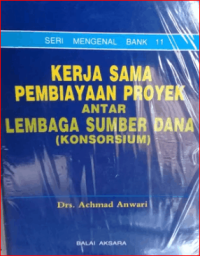 SERI MENGENAL BANK 11
KERJA SAMA
PEMBIAYAAN PROYEK
ANTAR
LEMBAGA SUMBER DANA
(KONSORSIUM)
Drs. Achmad Anwari
BALAI AKSARA